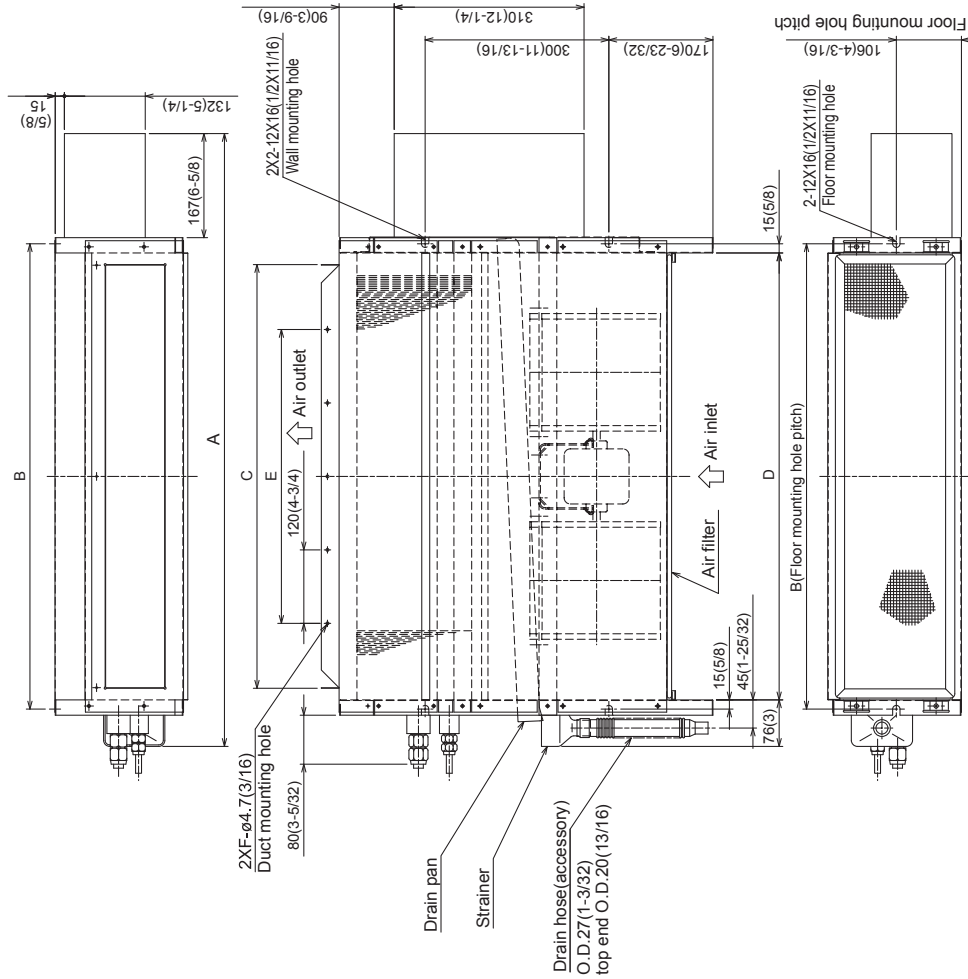 B
15
(5/8)
132(5-1/4)
167(6-5/8)
A
2XF-ø4.7(3/16)
Duct mounting hole
80(3-5/32)
120(4-3/4)
E
C
Air outlet
2X2-12X16(1/2X11/16)
Wall mounting hole
90(3-9/16)
310(12-1/4)
300(11-13/16)
170(6-23/32)
Drain pan
Strainer
Drain hose(accessory)
O.D.27(1-3/32)
top end O.D.20(13/16)
Air filter
Air inlet
15(5/8)
45(1-25/32)
76(3)
D
15(5/8)
B(Floor mounting hole pitch)
2-12X16(1/2X11/16)
Floor mounting hole
106(4-3/16)
Floor mounting hole pitch